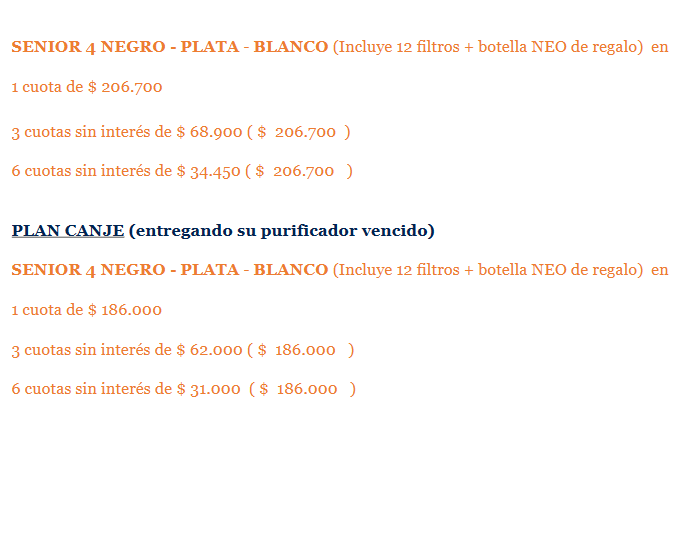 SENIOR 4 NEGRO - PLATA - BLANCO (Incluye 12 filtros + botella NEO de regalo) en
1 cuota de $ 206.700
3 cuotas sin interés de $ 68.900 ( $ 206.700 )
6 cuotas sin interés de $ 34.450 ( $ 206.700 )
PLAN CANJE (entregando su purificador vencido)
SENIOR 4 NEGRO - PLATA - BLANCO (Incluye 12 filtros + botella NEO de regalo) en
1 cuota de $ 186.000
3 cuotas sin interés de $ 62.000 ( $ 186.000 )
6 cuotas sin interés de $ 31.000 ( $ 186.000 )